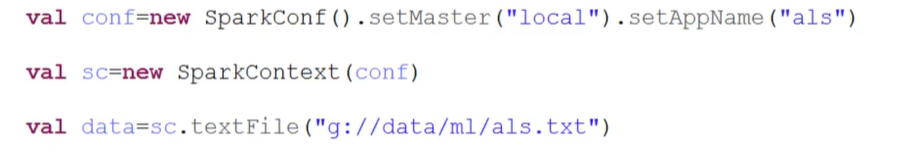 val conf=new SparkConf().setMaster("local").setAppName("als")
val sc=new SparkContext(conf)
val data=sc.textFile("g://data/ml/als.txt")